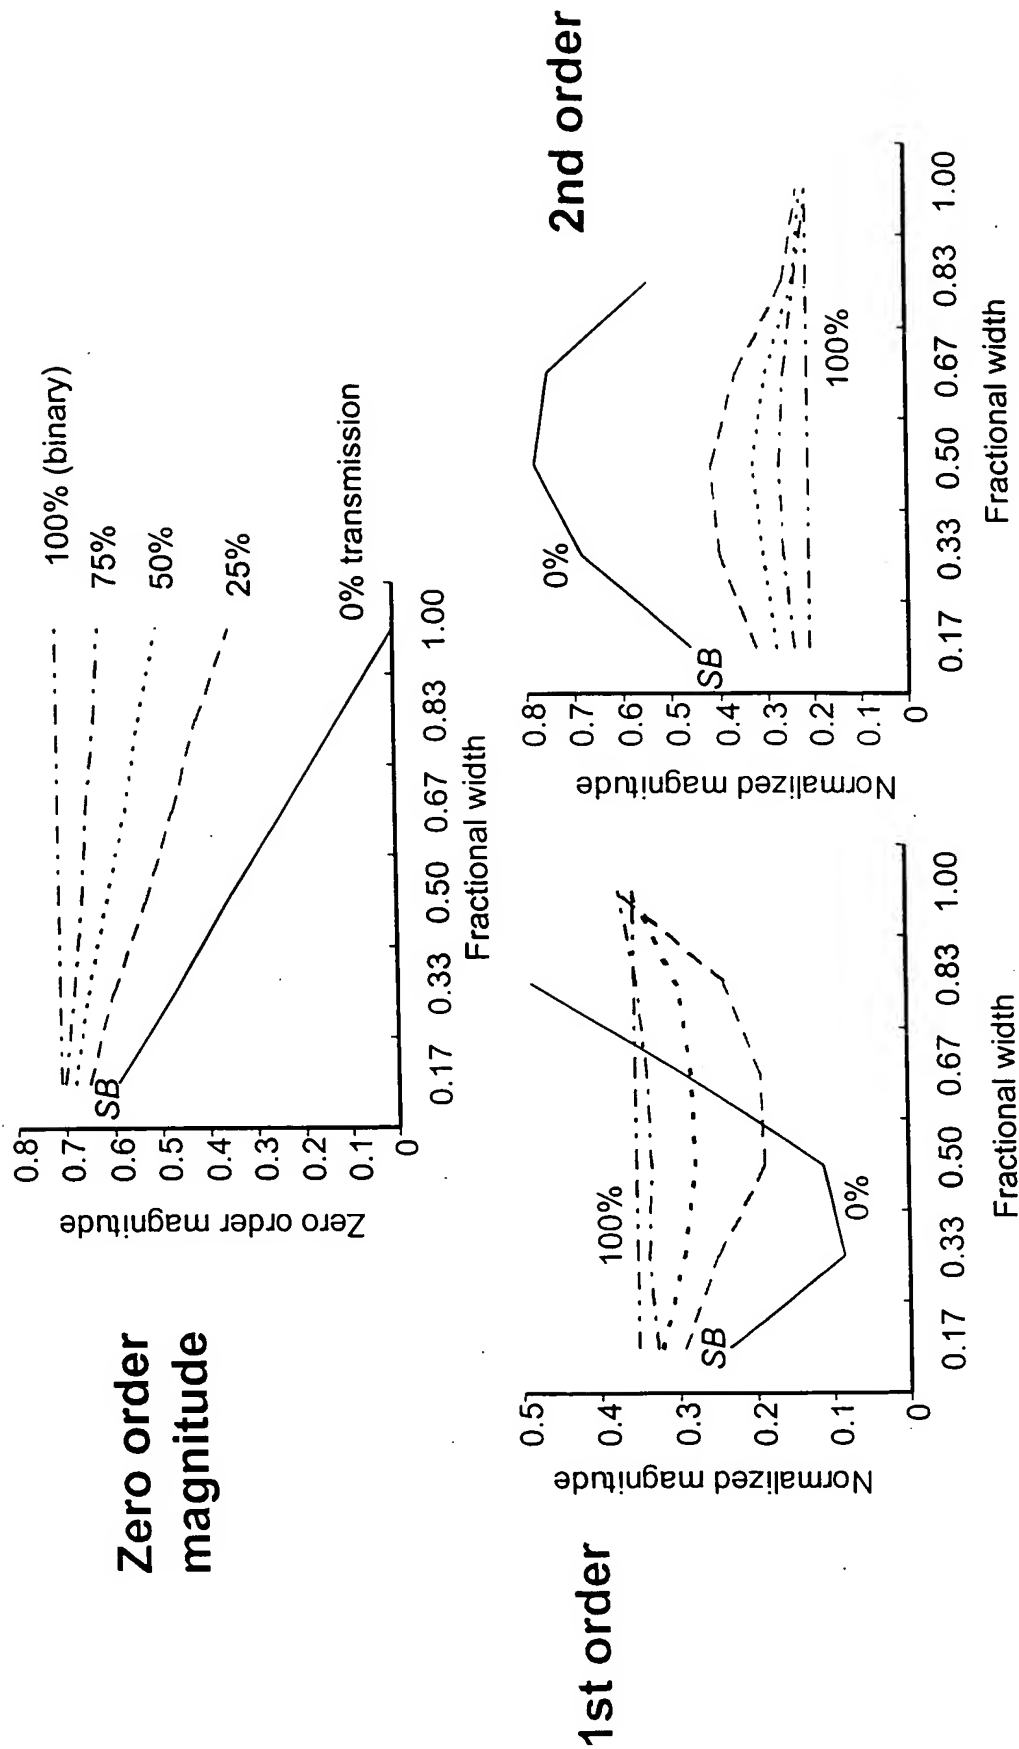 Zero order
magnitude
Zero order magnitude
0.8
0.7
0.6
0.5
0.4
0.3
0.2
0.1
0
SB
100% (binary)
75%
50%
25%
0% transmission
0.17 0.33 0.50 0.67 0.83 1.00
Fractional width
1st order
Normalized magnitude
0.5
0.4
0.3
0.2
0.1
0
100%
SB
0%
0.17 0.33 0.50 0.67 0.83 1.00
Fractional width
2nd order
Normalized magnitude
0.8
0.7
0.6
0.5
0.4
0.3
0.2
0.1
0
0%
SB
100%
0.17 0.33 0.50 0.67 0.83 1.00
Fractional width